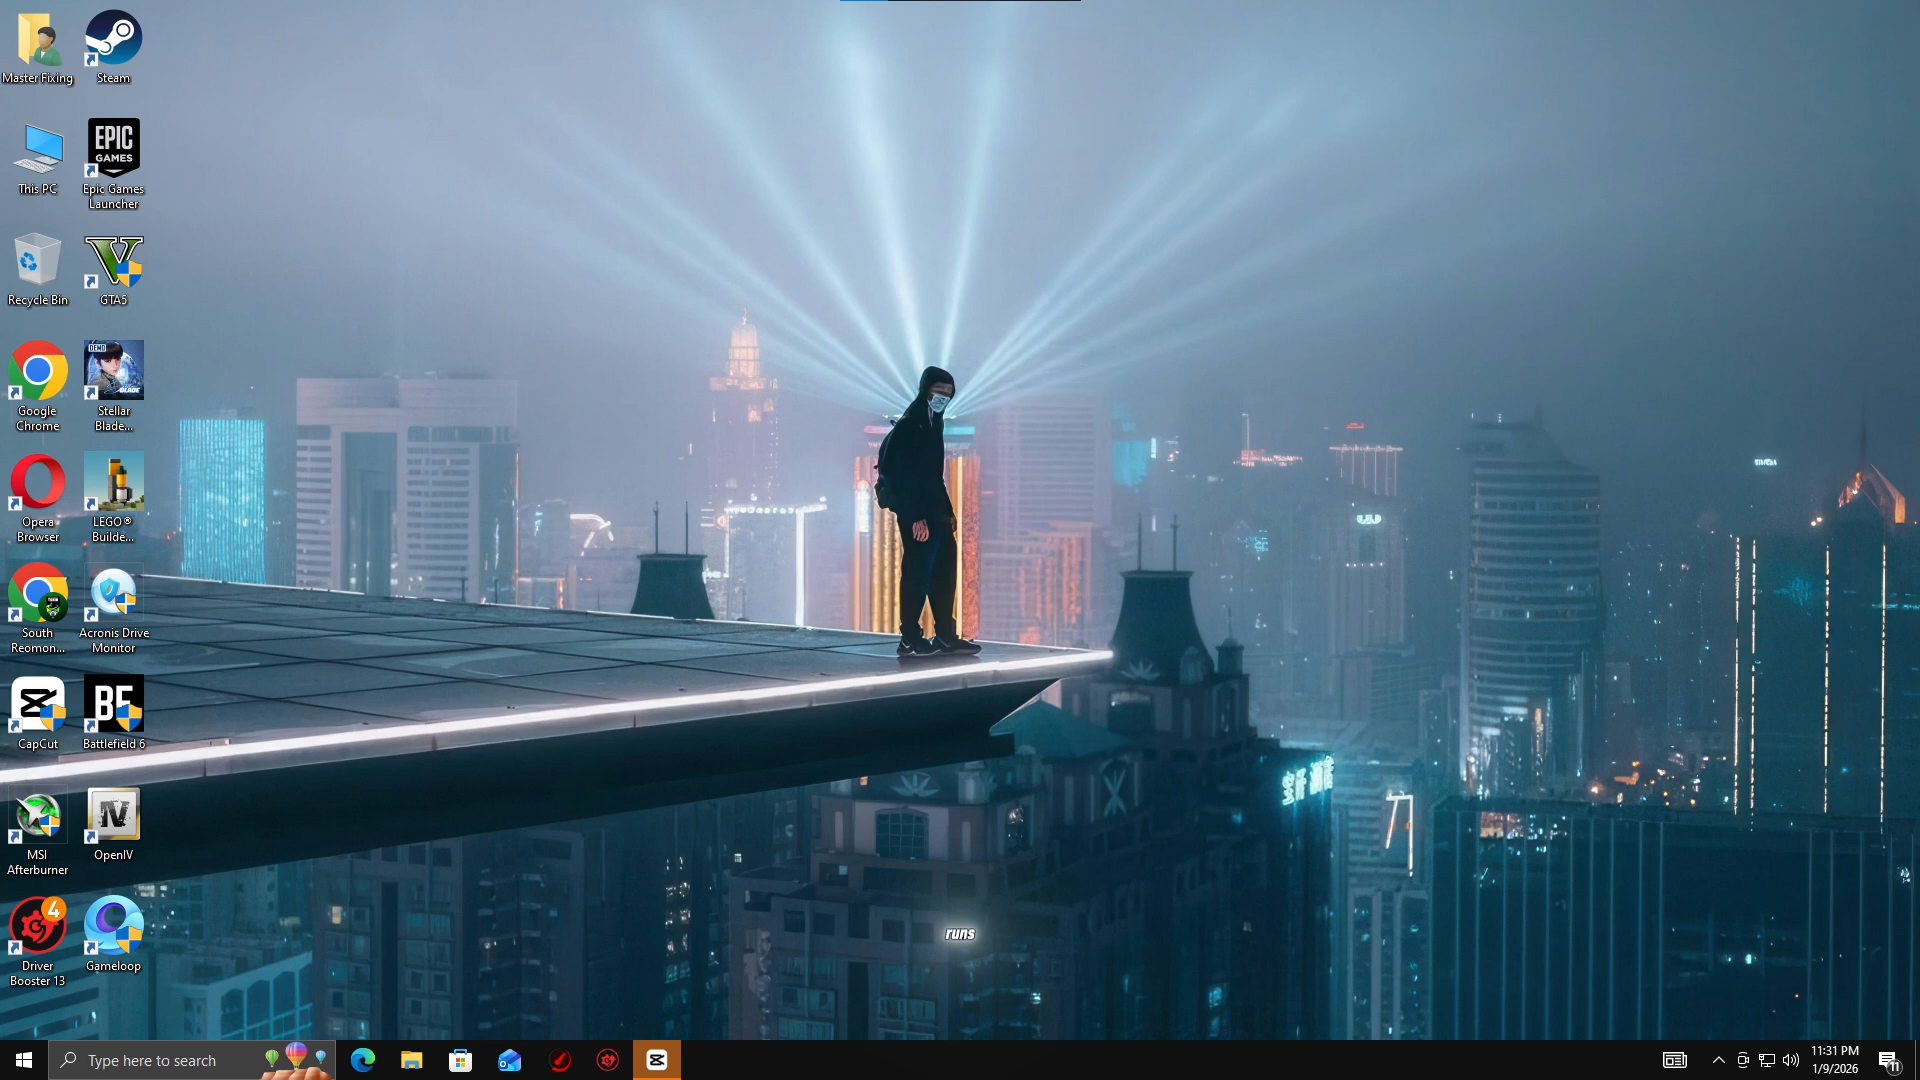 Master Fixing
Steam
This PC
EPIC
GAMES
Epic Games
Launcher
Recycle Bin
GTA5
Google
Chrome
DEMO
BLADE
Stellar
Blade...
Opera
Browser
LEGO®
Builde...
South
Reomon...
Acronis Drive
Monitor
CapCut
BF
Battlefield 6
MSI
Afterburner
IV
OpenIV
4
Driver
Booster 13
Gameloop
runs
Type here to search
11:31 PM
1/9/2026
11